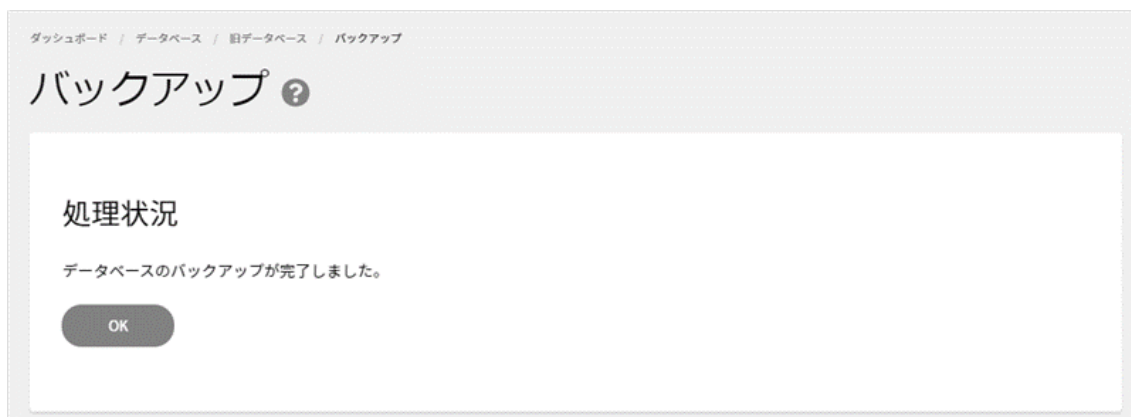 ダッシュボード / データベース / 旧データベース / バックアップ
バックアップ ?
処理状況
データベースのバックアップが完了しました。
OK